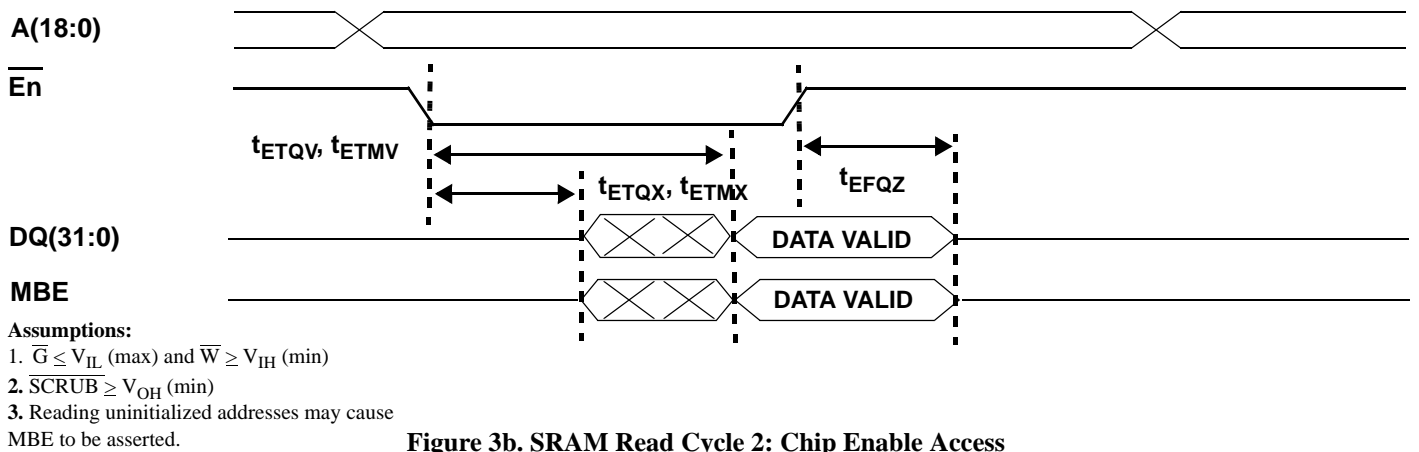 A(18:0)
En
tETQV, tETMV
tETQX, tETMX
tEFQZ
DQ(31:0)
DATA VALID
MBE
DATA VALID
Assumptions:
1. G ≤ VIL (max) and W ≥ VIH (min)
2. SCRUB ≥ VOH (min)
3. Reading uninitialized addresses may cause
MBE to be asserted.
Figure 3b. SRAM Read Cycle 2: Chip Enable Access